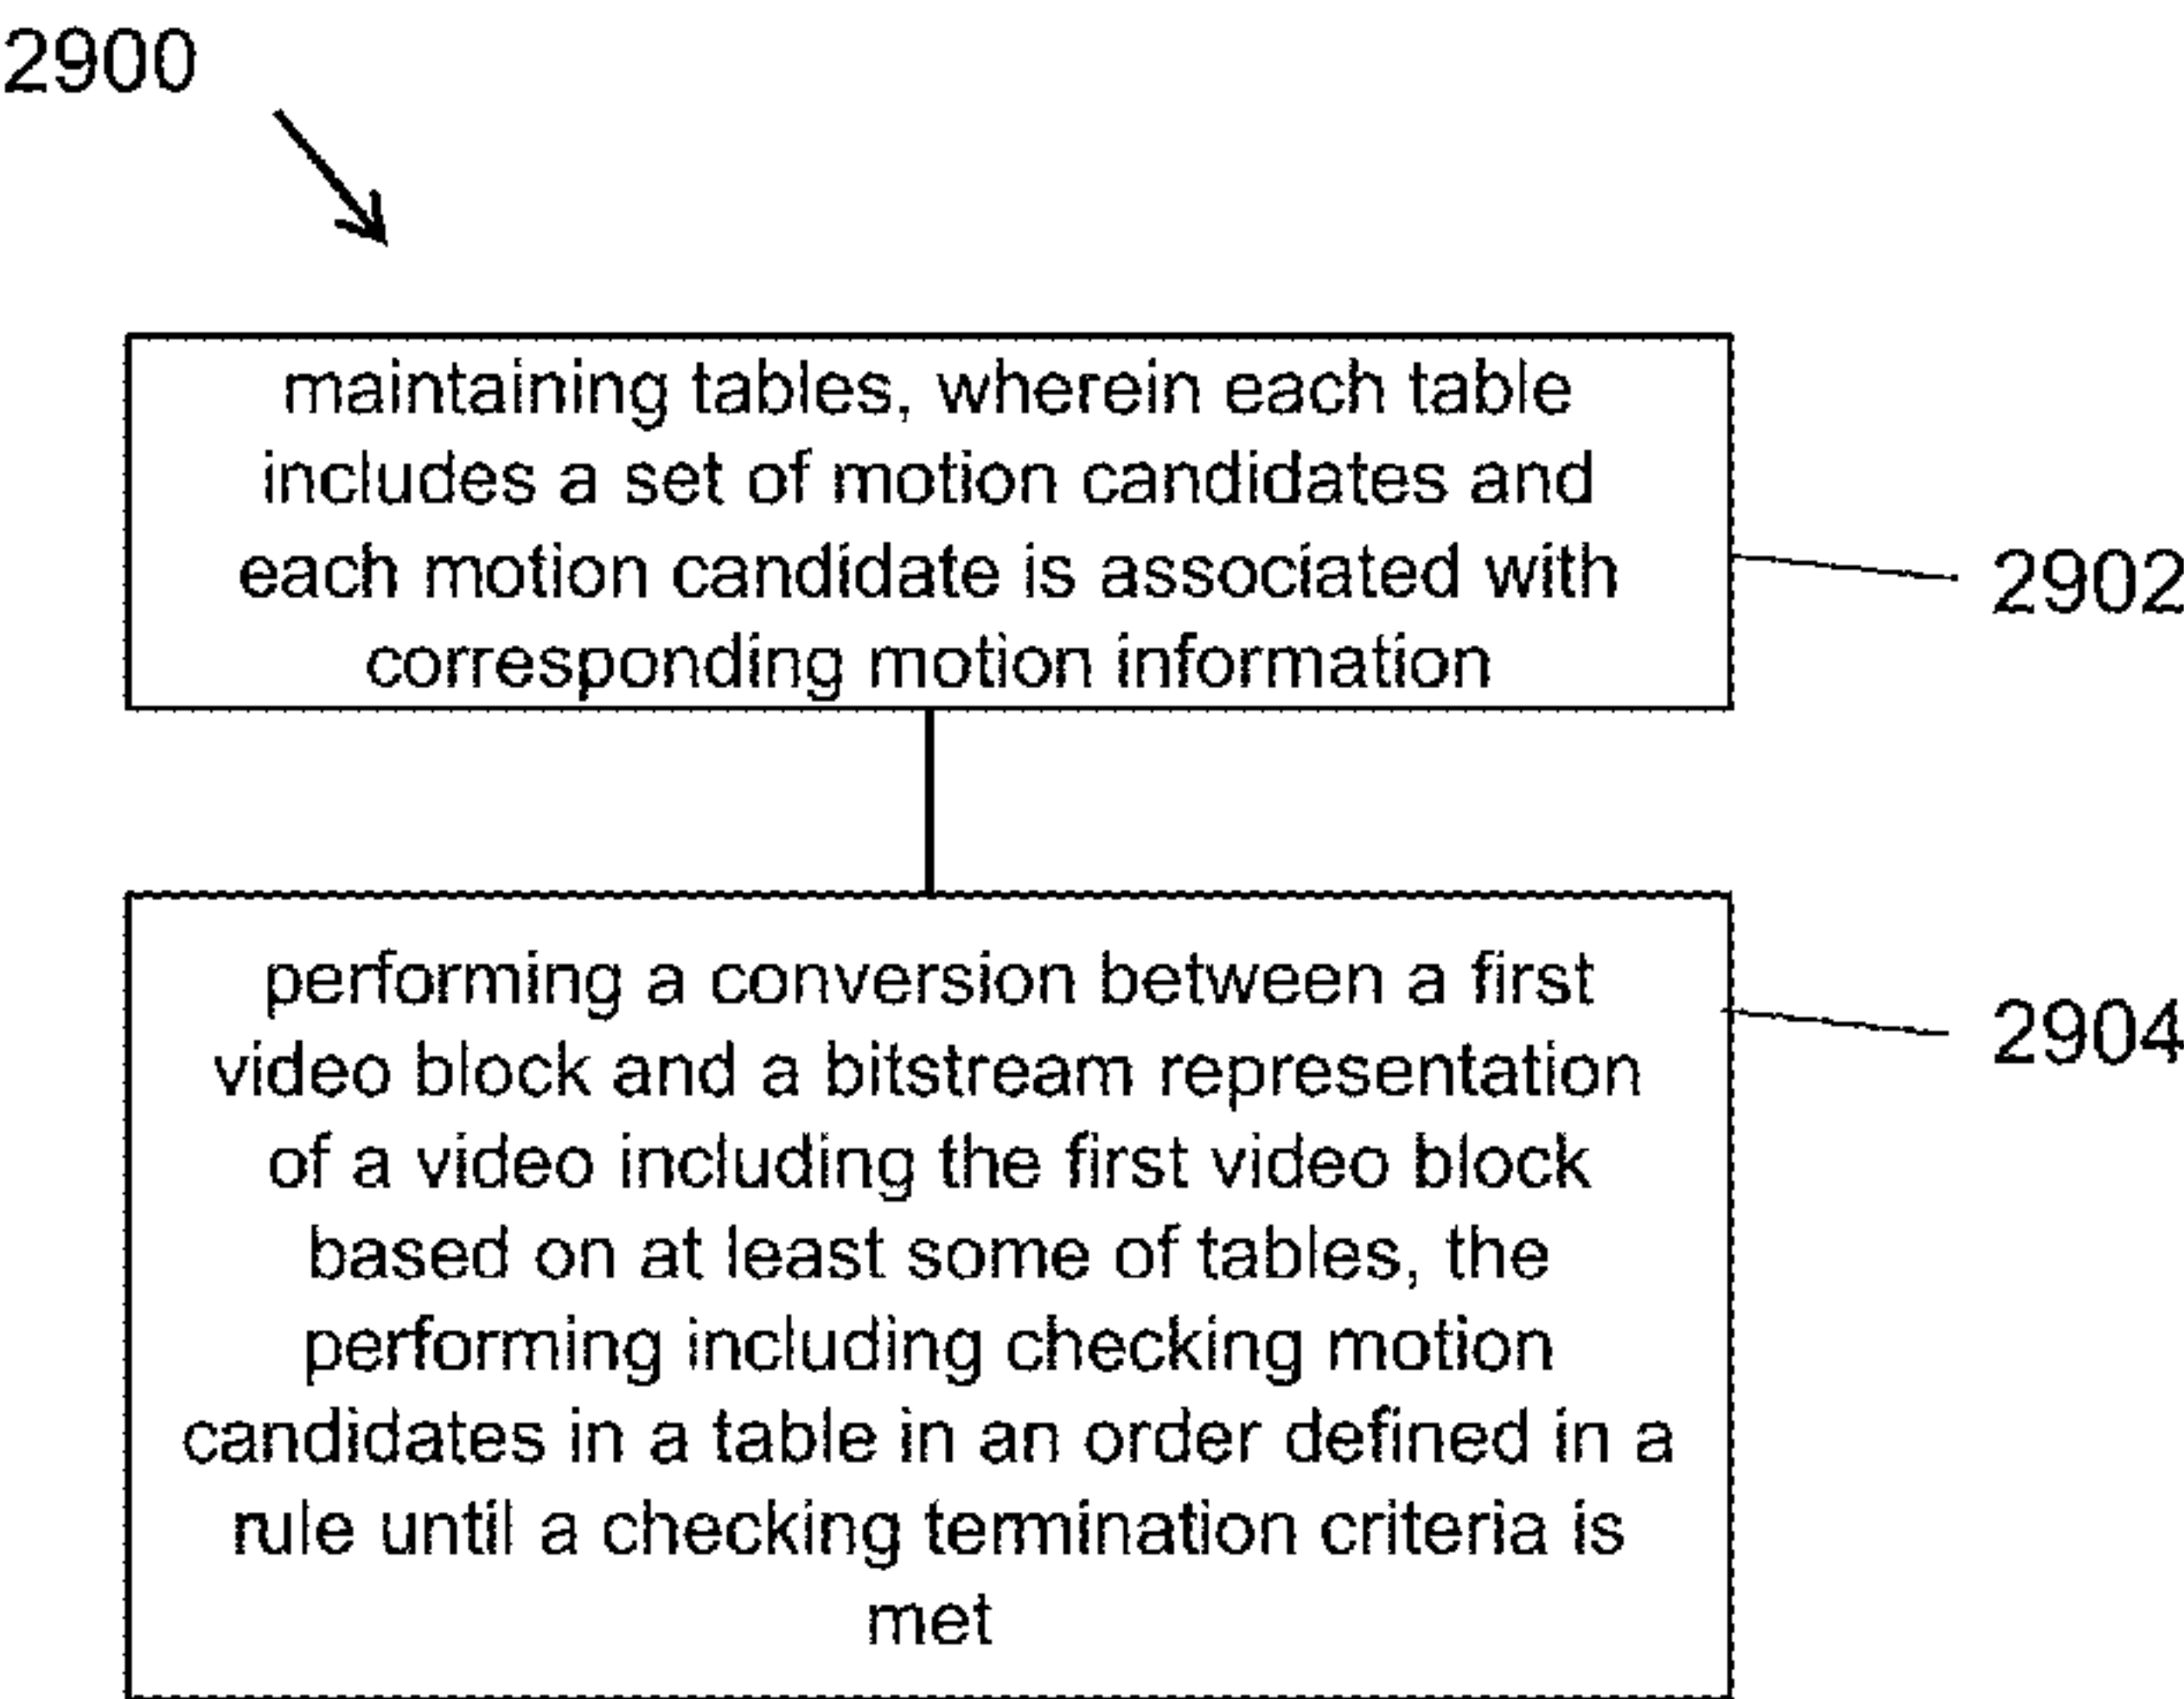 2900
maintaining tables, wherein each table
includes a set of motion candidates and
each motion candidate is associated with
corresponding motion information
2902
performing a conversion between a first
video block and a bitstream representation
of a video including the first video block
based on at least some of tables, the
performing including checking motion
candidates in a table in an order defined in a
rule until a checking termination criteria is
met
2904